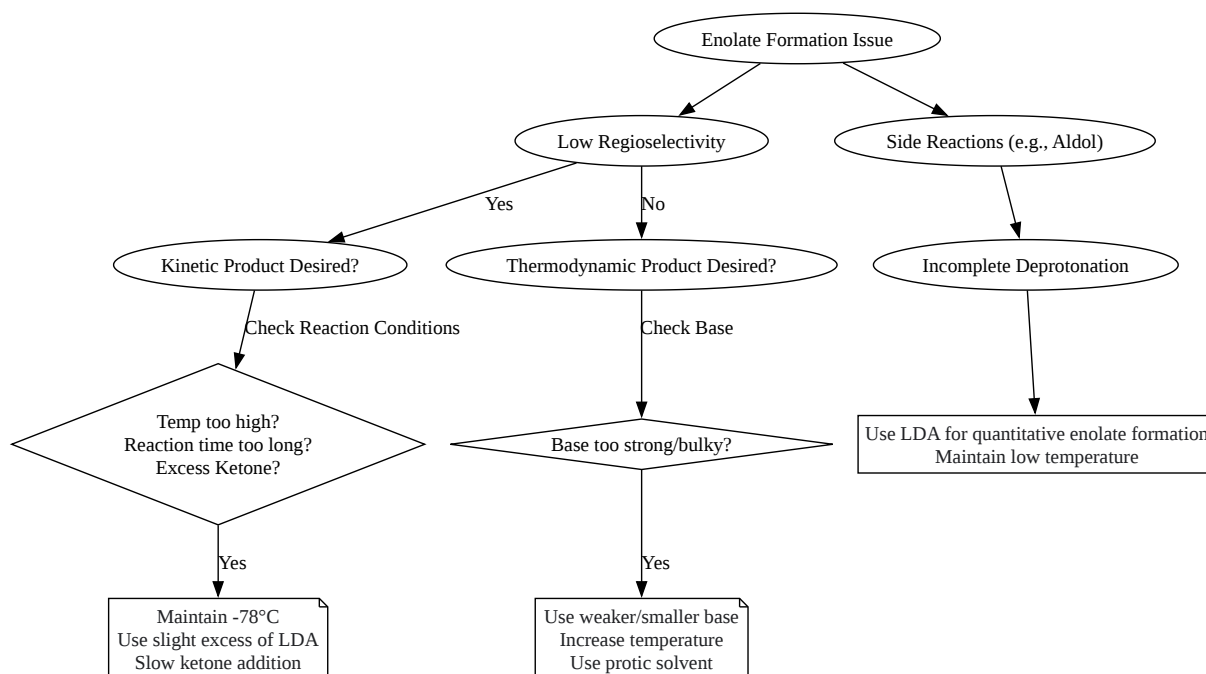 Enolate Formation Issue
Low Regioselectivity
Side Reactions (e.g., Aldol)
Yes
No
Kinetic Product Desired?
Thermodynamic Product Desired?
Incomplete Deprotonation
Check Reaction Conditions
Check Base
Temp too high?
Reaction time too long?
Excess Ketone?
Base too strong/bulky?
Use LDA for quantitative enolate formation
Maintain low temperature
Yes
Yes
Maintain -78°C
Use slight excess of LDA
Slow ketone addition
Use weaker/smaller base
Increase temperature
Use protic solvent